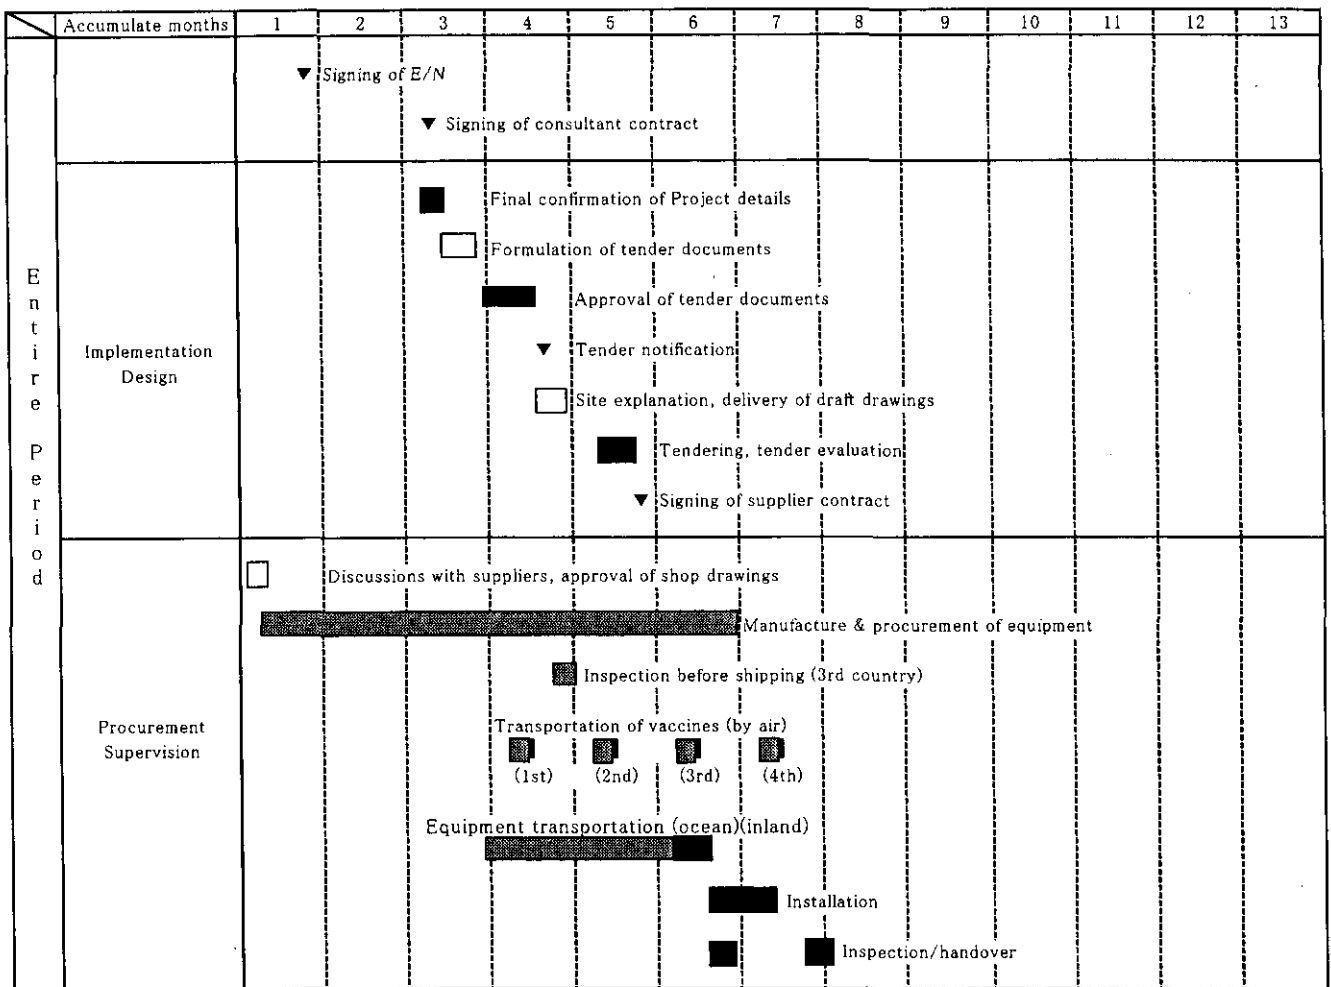 Accumulate months 1 2 3 4 5 6 7 8 9 10 11 12 13
Signing of E/N
Signing of consultant contract
Entire Period
Implementation
Design
Final confirmation of Project details
Formulation of tender documents
Approval of tender documents
Tender notification
Site explanation, delivery of draft drawings
Tendering, tender evaluation
Signing of supplier contract
Procurement
Supervision
Discussions with suppliers, approval of shop drawings
Manufacture & procurement of equipment
Inspection before shipping (3rd country)
Transportation of vaccines (by air)
(1st) (2nd) (3rd) (4th)
Equipment transportation (ocean)(inland)
Installation
Inspection/handover